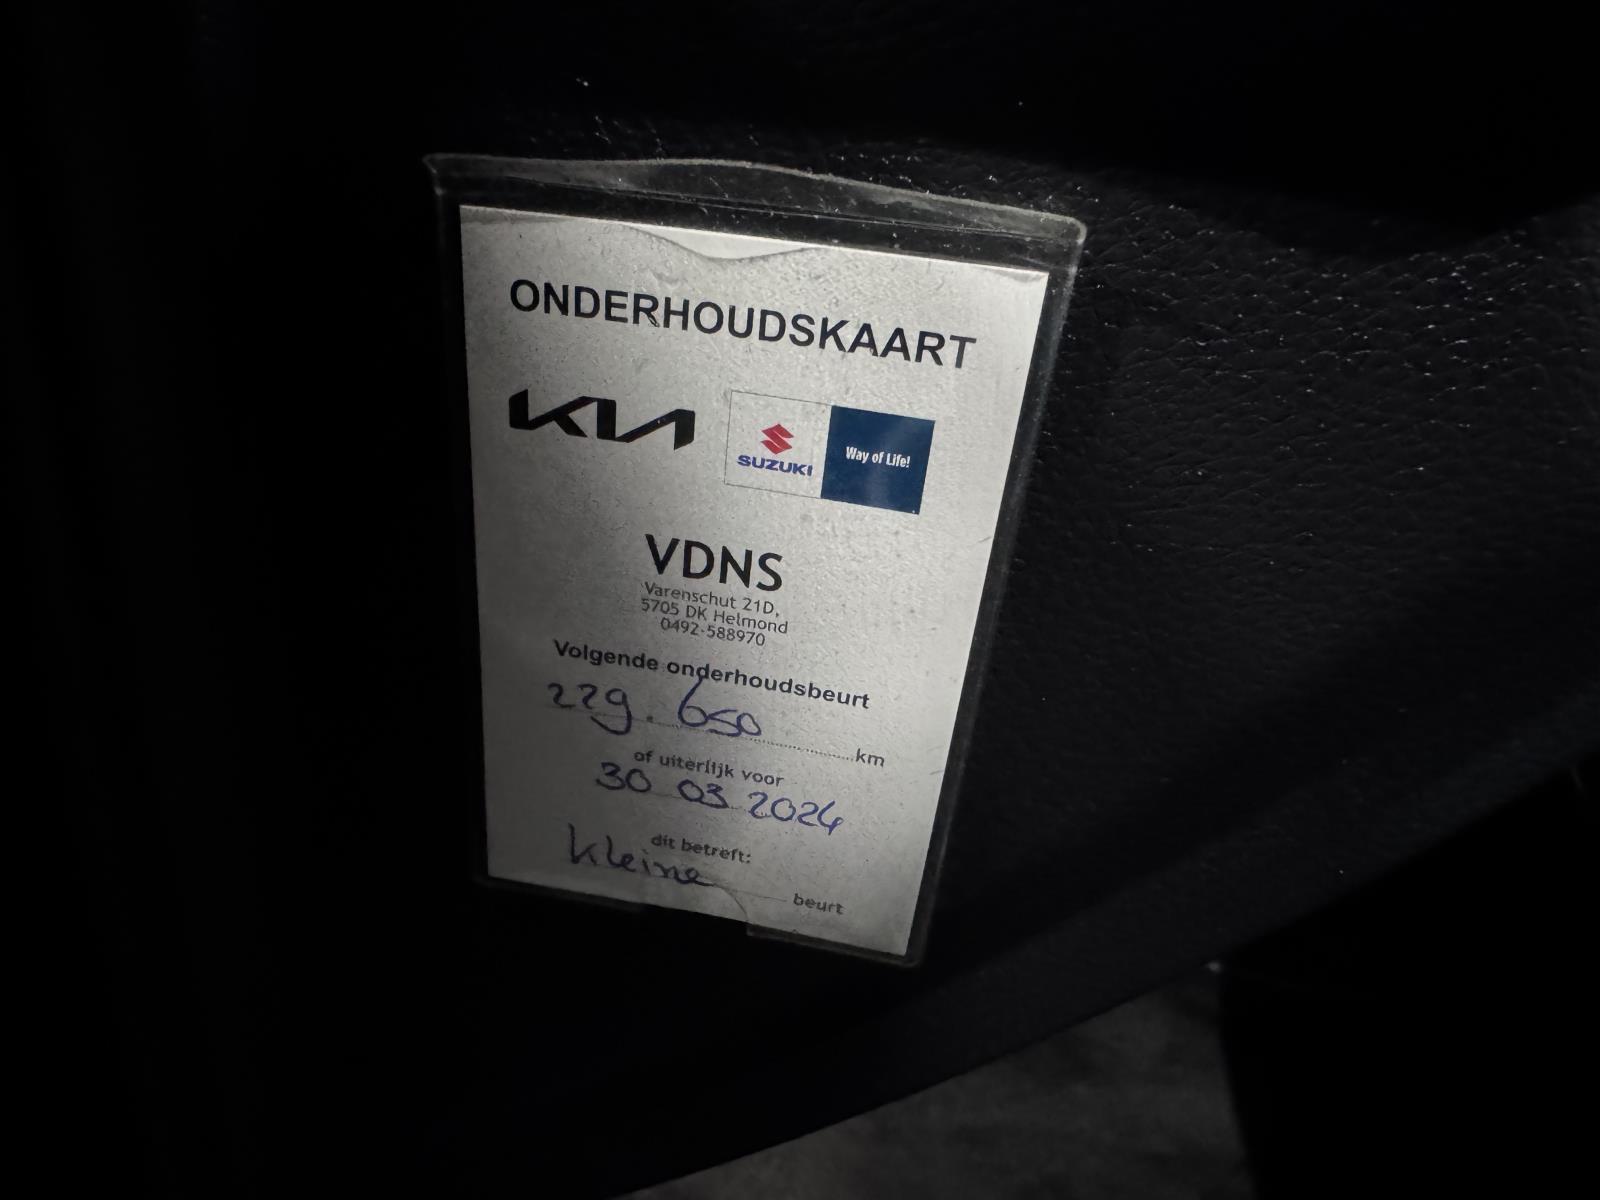 ONDERHOUDSKAART
KIA
SUZUKI
Way of Life!
VDNS
Varenschut 21D,
5705 DK Helmond
0492-588970
Volgende onderhoudsbeurt
229.650 km
of uiterlijk voor
30 03 2024
dit betreft:
kleine beurt